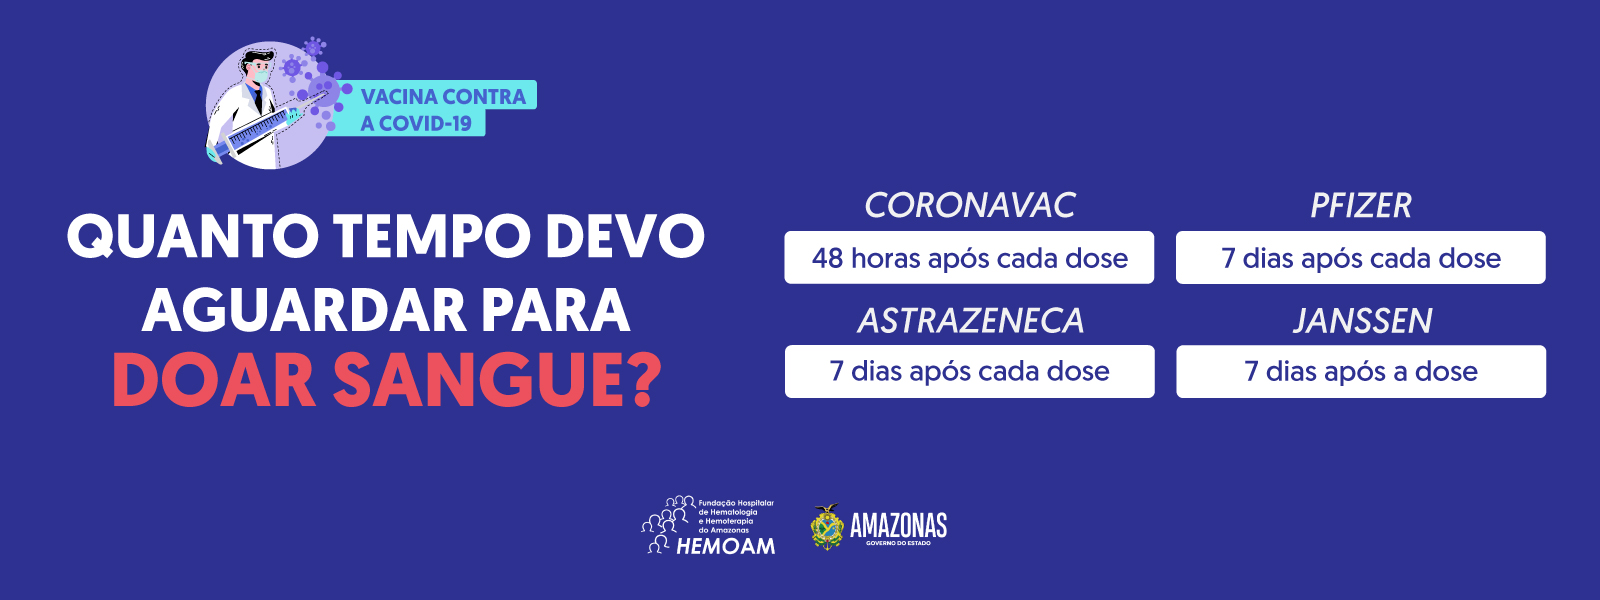 VACINA CONTRA
A COVID-19
QUANTO TEMPO DEVO
AGUARDAR PARA
DOAR SANGUE?
CORONAVAC
48 horas após cada dose
PFIZER
7 dias após cada dose
ASTRAZENECA
7 dias após cada dose
JANSSEN
7 dias após a dose
Fundação Hospitalar
de Hematologia
e Hemoterapia
do Amazonas
HEMOAM
AMAZONAS
GOVERNO DO ESTADO